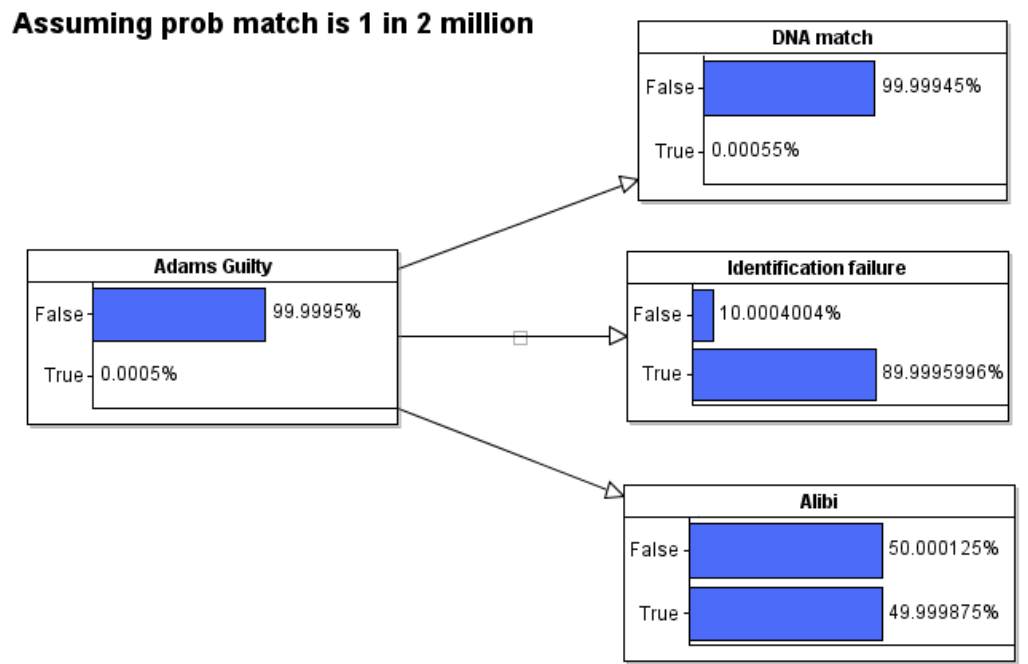 Assuming prob match is 1 in 2 million
DNA match
False 99.99945%
True 0.00055%
Adams Guilty
False 99.9995%
True 0.0005%
Identification failure
False 10.0004004%
True 89.9995996%
Alibi
False 50.000125%
True 49.999875%